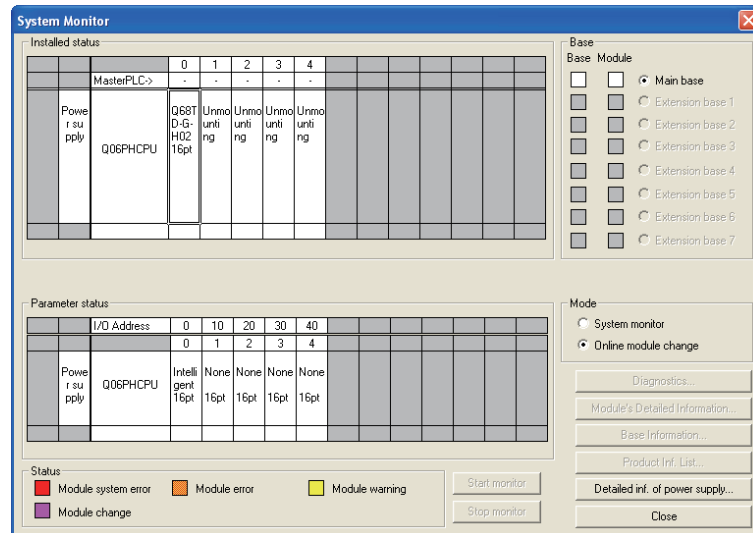 System Monitor
Installed status
0 1 2 3 4
MasterPLC-> - - - - -
Powe
r su
pply
Q06PHCPU
Q68T
D-G-
H02
16pt
Unmo
unti
ng
Unmo
unti
ng
Unmo
unti
ng
Unmo
unti
ng
Base
Base Module
Main base
Extension base 1
Extension base 2
Extension base 3
Extension base 4
Extension base 5
Extension base 6
Extension base 7
Parameter status
I/O Address 0 10 20 30 40
0 1 2 3 4
Powe
r su
pply
Q06PHCPU
Intelli
gent
16pt
None
16pt
None
16pt
None
16pt
None
16pt
Mode
System monitor
Online module change
Diagnostics...
Module's Detailed Information...
Base Information...
Product Inf. List...
Detailed inf. of power supply...
Close
Status
Module system error
Module error
Module warning
Module change
Start monitor
Stop monitor